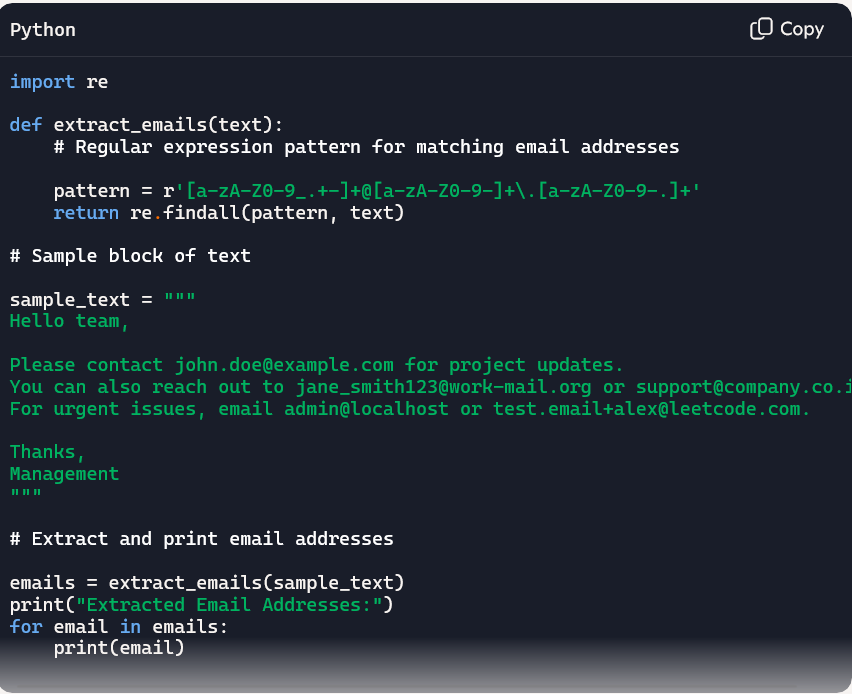 Python
Copy
import re
def extract_emails(text):
# Regular expression pattern for matching email addresses
pattern = r'[a-zA-Z0-9_.+-]+@[a-zA-Z0-9-]+\.[a-zA-Z0-9-.]+'
return re.findall(pattern, text)
# Sample block of text
sample_text = """
Hello team,
Please contact john.doe@example.com for project updates.
You can also reach out to jane_smith123@work-mail.org or support@company.co.i
For urgent issues, email admin@localhost or test.email+alex@leetcode.com.
Thanks,
Management
"""
# Extract and print email addresses
emails = extract_emails(sample_text)
print("Extracted Email Addresses:")
for email in emails:
print(email)